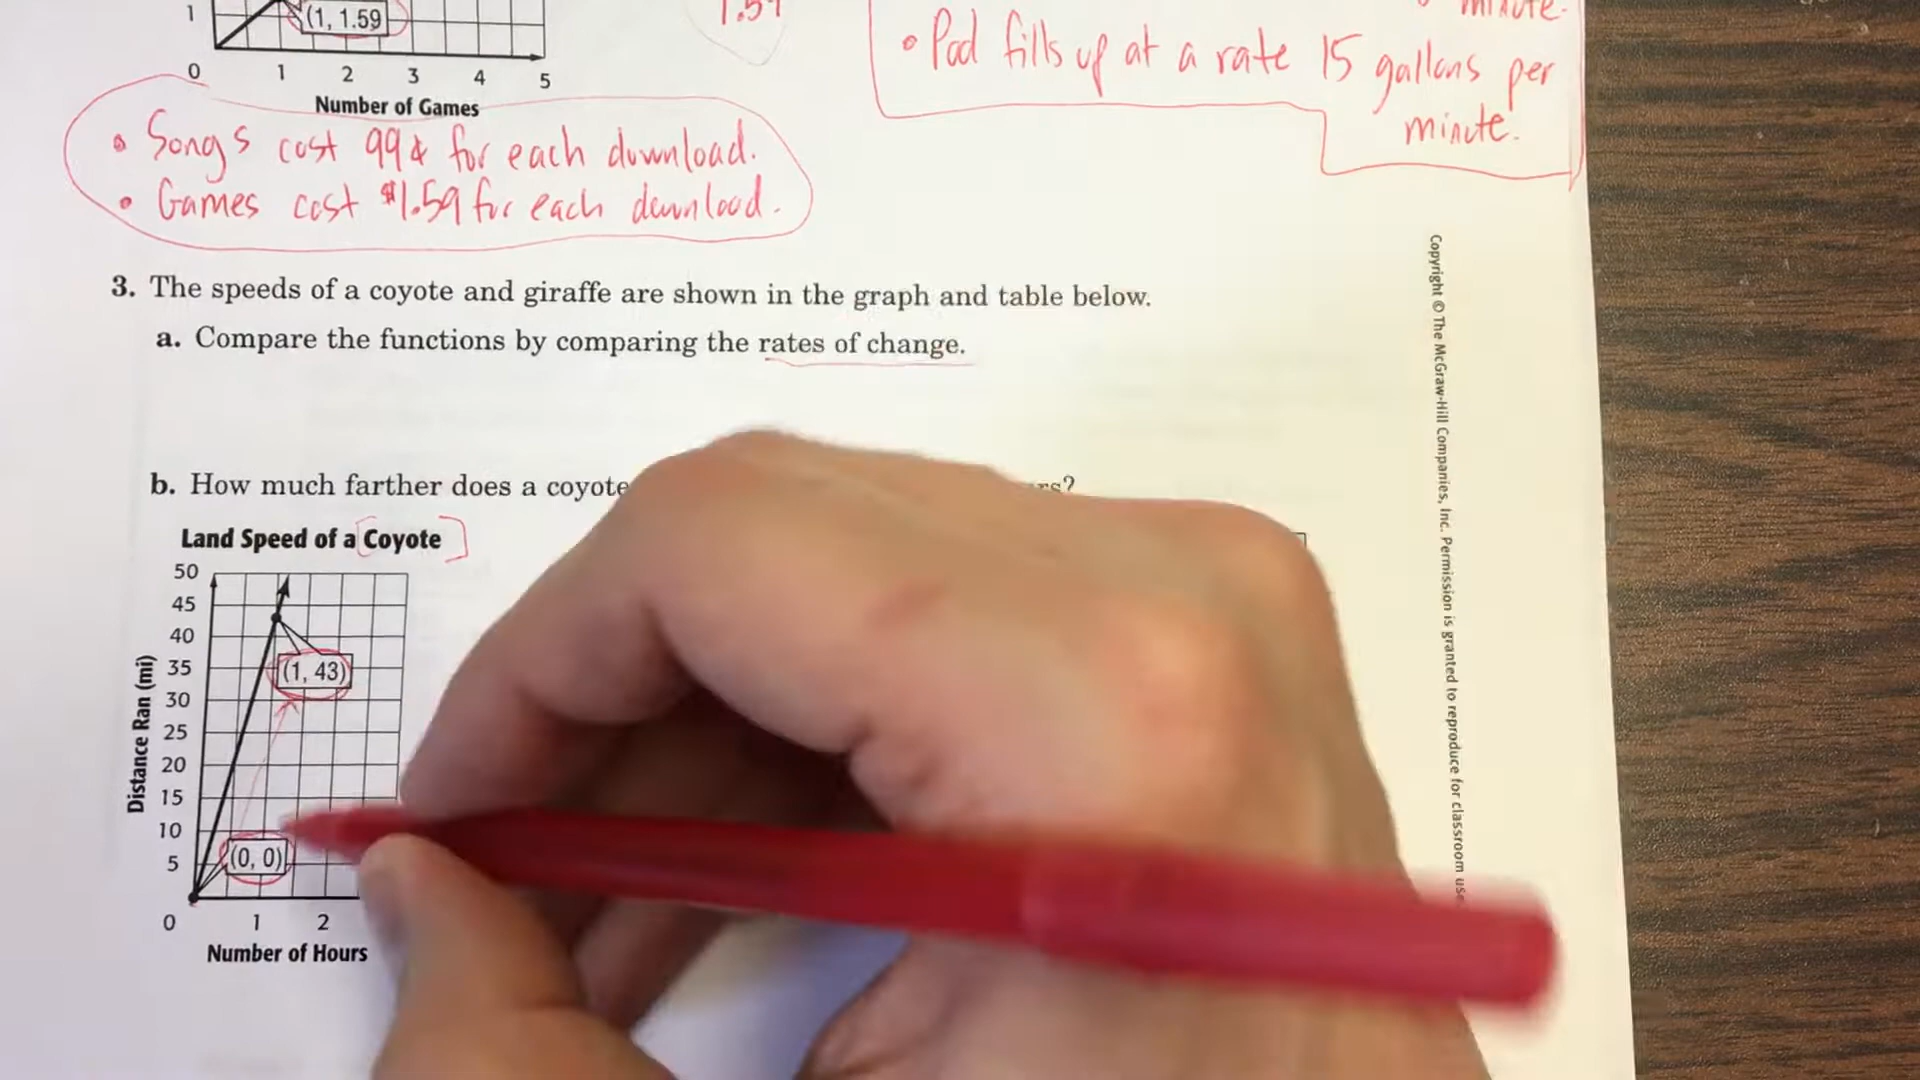 1
(1, 1.59
0 1 2 3 4 5
Number of Games
1.59
minute.
• Pool fills up at a rate 15 gallons per
minute.
• Songs cost 99¢ for each download.
• Games cost $1.59 for each download.
3. The speeds of a coyote and giraffe are shown in the graph and table below.
a. Compare the functions by comparing the rates of change.
b. How much farther does a coyote
Land Speed of a Coyote
Distance Ran (mi)
50
45
40
35
30
25
20
15
10
5
(1, 43)
(0, 0)
0 1 2
Number of Hours
Copyright © The McGraw-Hill Companies, Inc. Permission is granted to reproduce for classroom use